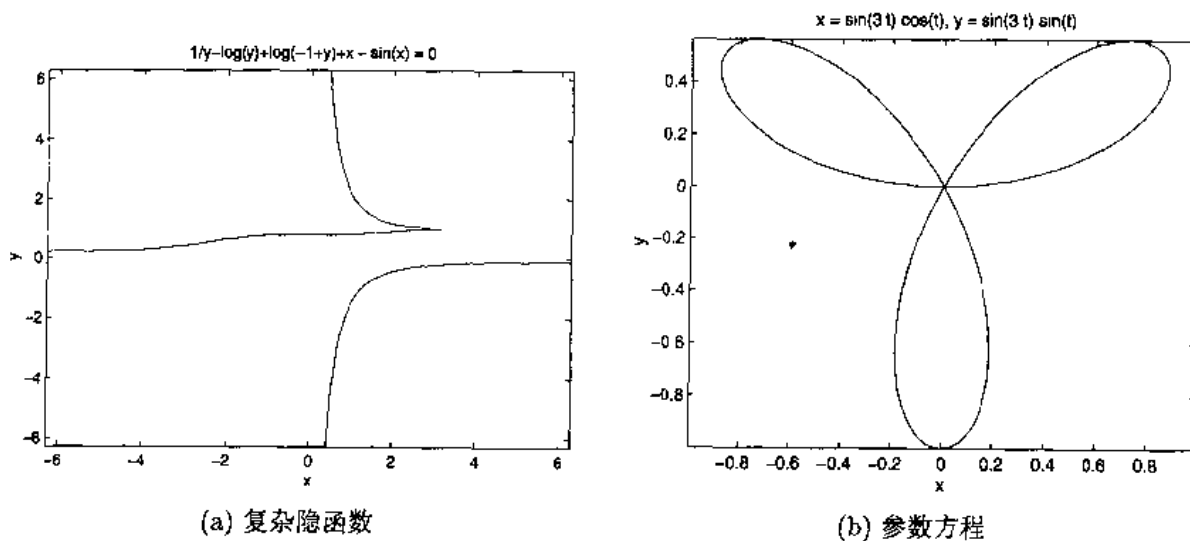 1/y-log(y)+log(-1+y)+x-sin(x) = 0
6
4
2
0
-2
-4
-6
y
-6 -4 -2 0 2 4 6
x
(a) 复杂隐函数
x = sin(3 t) cos(t), y = sin(3 t) sin(t)
0.4
0.2
0
-0.2
-0.4
-0.6
-0.8
y
-0.8 -0.6 -0.4 -0.2 0 0.2 0.4 0.6 0.8
x
(b) 参数方程